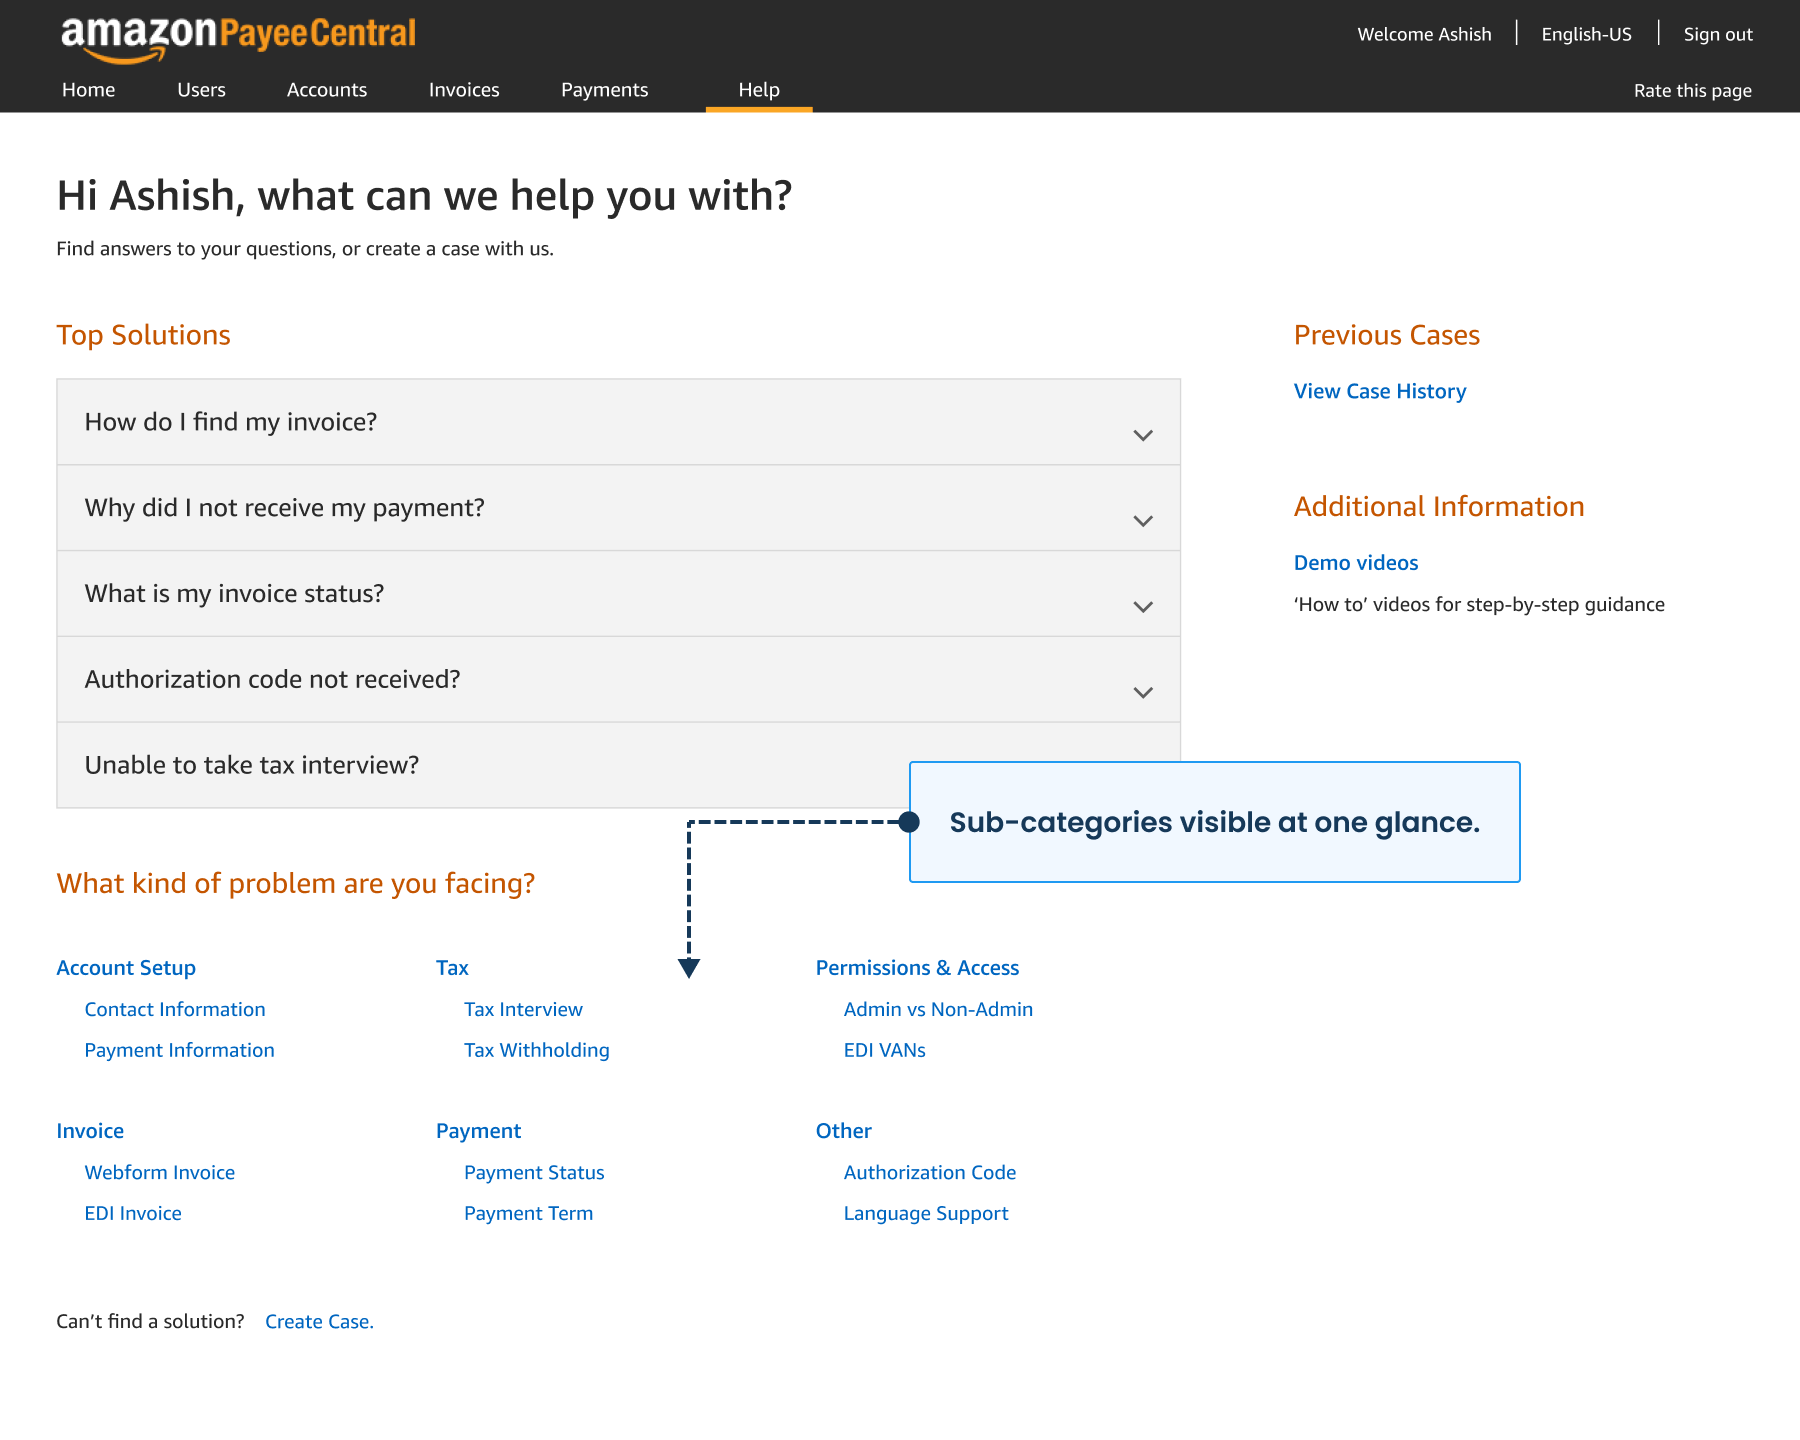 amazonPayeeCentral
Welcome Ashish
English-US
Sign out
Home
Users
Accounts
Invoices
Payments
Help
Rate this page
Hi Ashish, what can we help you with?
Find answers to your questions, or create a case with us.
Top Solutions
How do I find my invoice?
Why did I not receive my payment?
What is my invoice status?
Authorization code not received?
Unable to take tax interview?
Previous Cases
View Case History
Additional Information
Demo videos
‘How to’ videos for step-by-step guidance
Sub-categories visible at one glance.
What kind of problem are you facing?
Account Setup
Contact Information
Payment Information
Tax
Tax Interview
Tax Withholding
Permissions & Access
Admin vs Non-Admin
EDI VANs
Invoice
Webform Invoice
EDI Invoice
Payment
Payment Status
Payment Term
Other
Authorization Code
Language Support
Can’t find a solution? Create Case.